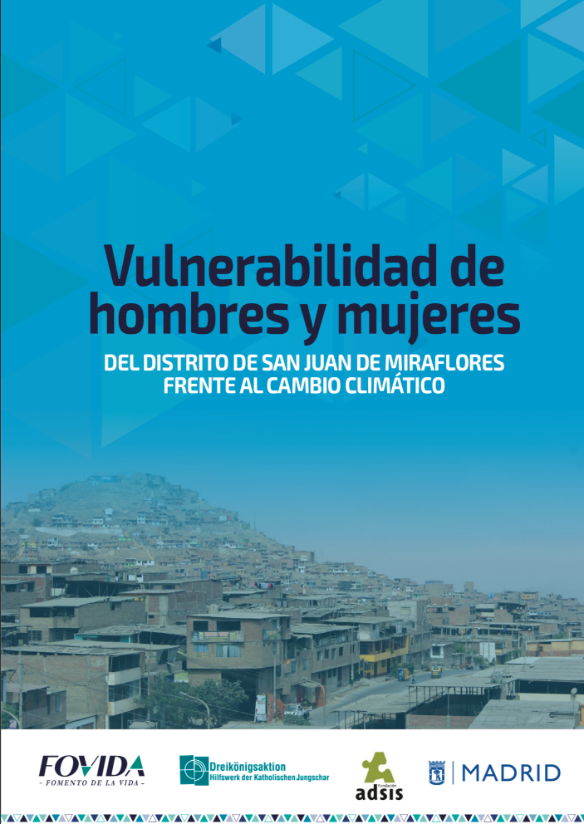 Vulnerabilidad de
hombres y mujeres
DEL DISTRITO DE SAN JUAN DE MIRAFLORES
FRENTE AL CAMBIO CLIMÁTICO
FOVIDA
- FOMENTO DE LA VIDA -
Dreikönigsaktion
Hilfswerk der Katholischen Jungschar
Fundación
adsis
MADRID